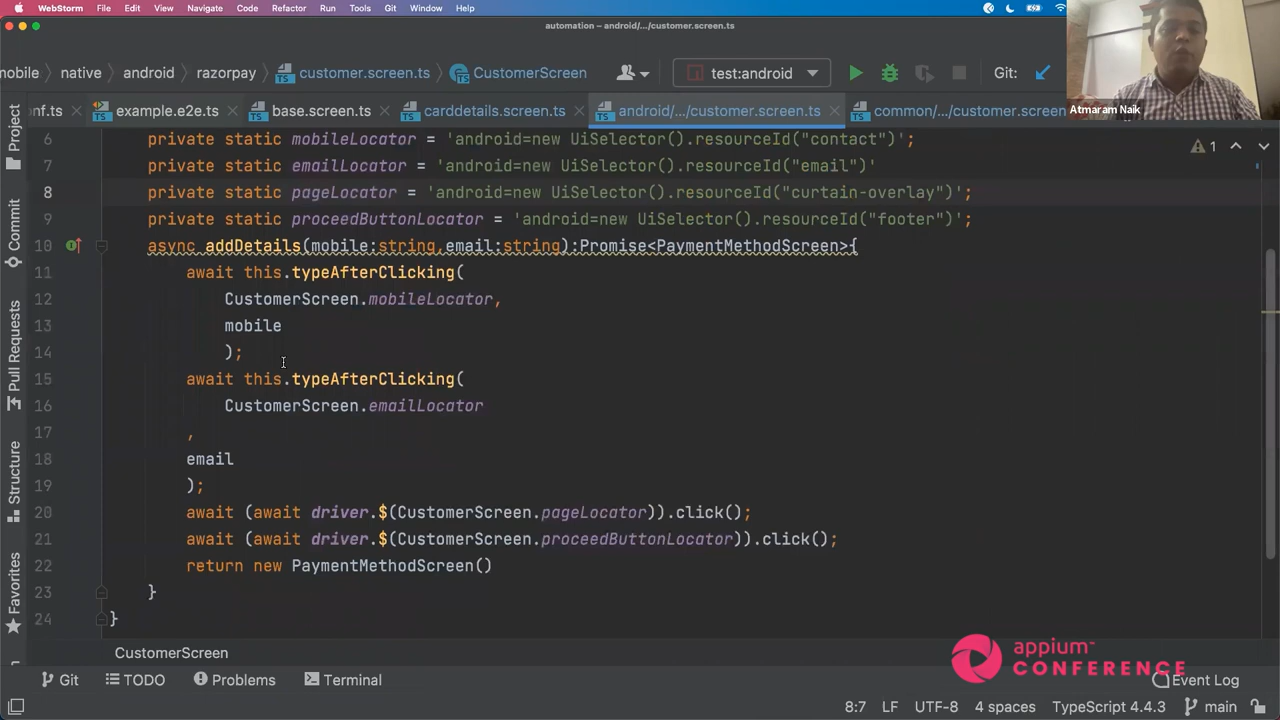 WebStorm File Edit View Navigate Code Refactor Run Tools Git Window Help
automation – android/.../customer.screen.ts
mobile native android razorpay customer.screen.ts CustomerScreen test:android Git:
Atmaram Naik
nf.ts example.e2e.ts base.screen.ts carddetails.screen.ts android/.../customer.screen.ts common/.../customer.screen.ts
Project
Commit
Pull Requests
Structure
Favorites
1
6 private static mobileLocator = 'android=new UiSelector().resourceId("contact")';
7 private static emailLocator = 'android=new UiSelector().resourceId("email")'
8 private static pageLocator = 'android=new UiSelector().resourceId("curtain-overlay")';
9 private static proceedButtonLocator = 'android=new UiSelector().resourceId("footer")';
10 async addDetails(mobile:string,email:string):Promise<PaymentMethodScreen>{
11 await this.typeAfterClicking(
12 CustomerScreen.mobileLocator,
13 mobile
14 );
15 await this.typeAfterClicking(
16 CustomerScreen.emailLocator
17 ,
18 email
19 );
20 await (await driver.$(CustomerScreen.pageLocator)).click();
21 await (await driver.$(CustomerScreen.proceedButtonLocator)).click();
22 return new PaymentMethodScreen()
23 }
24 }
CustomerScreen
appium™
CONFERENCE
Git TODO Problems Terminal Event Log
8:7 LF UTF-8 4 spaces TypeScript 4.4.3 main